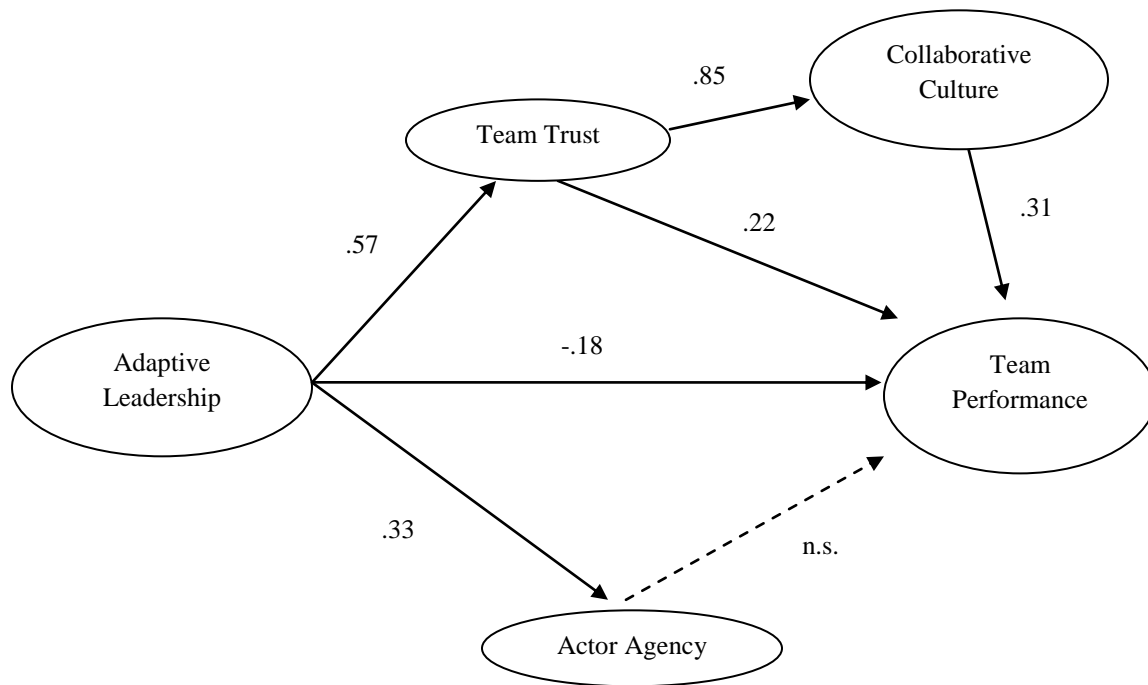 Collaborative
Culture
.85
Team Trust
.31
.22
.57
-.18
Adaptive
Leadership
Team
Performance
.33
n.s.
Actor Agency